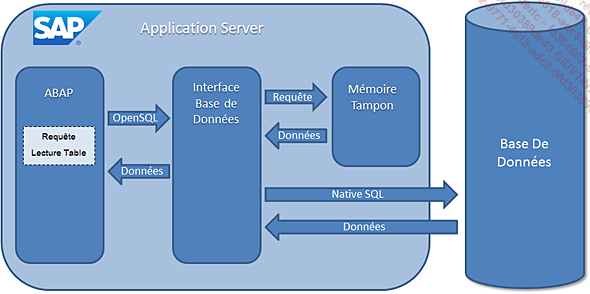 SAP
Application Server
ABAP
Requête
Lecture Table
OpenSQL
Données
Interface
Base de
Données
Requête
Données
Mémoire
Tampon
Native SQL
Données
Base De
Données